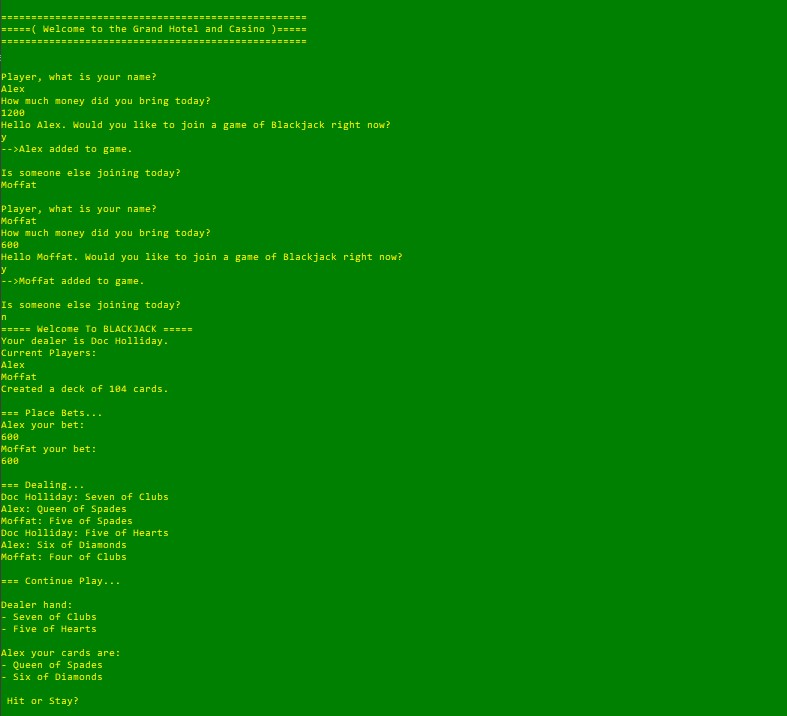 ===================================================
=====( Welcome to the Grand Hotel and Casino )=====
===================================================
Player, what is your name?
Alex
How much money did you bring today?
1200
Hello Alex. Would you like to join a game of Blackjack right now?
y
-->Alex added to game.
Is someone else joining today?
Moffat
Player, what is your name?
Moffat
How much money did you bring today?
600
Hello Moffat. Would you like to join a game of Blackjack right now?
y
-->Moffat added to game.
Is someone else joining today?
n
===== Welcome To BLACKJACK =====
Your dealer is Doc Holliday.
Current Players:
Alex
Moffat
Created a deck of 104 cards.
=== Place Bets...
Alex your bet:
600
Moffat your bet:
600
=== Dealing...
Doc Holliday: Seven of Clubs
Alex: Queen of Spades
Moffat: Five of Spades
Doc Holliday: Five of Hearts
Alex: Six of Diamonds
Moffat: Four of Clubs
=== Continue Play...
Dealer hand:
- Seven of Clubs
- Five of Hearts
Alex your cards are:
- Queen of Spades
- Six of Diamonds
Hit or Stay?